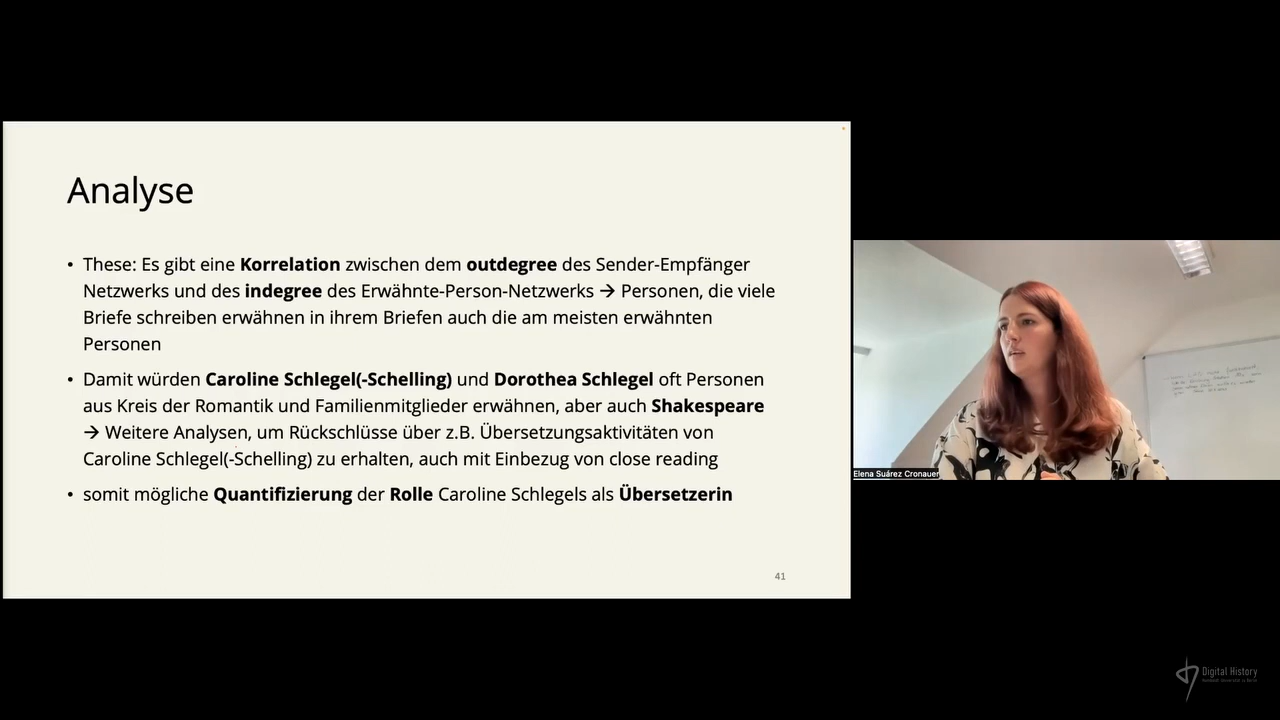 Analyse
• These: Es gibt eine Korrelation zwischen dem outdegree des Sender-Empfänger
Netzwerks und des indegree des Erwähnte-Person-Netzwerks → Personen, die viele
Briefe schreiben erwähnen in ihrem Briefen auch die am meisten erwähnten
Personen
• Damit würden Caroline Schlegel(-Schelling) und Dorothea Schlegel oft Personen
aus Kreis der Romantik und Familienmitglieder erwähnen, aber auch Shakespeare
→ Weitere Analysen, um Rückschlüsse über z.B. Übersetzungsaktivitäten von
Caroline Schlegel(-Schelling) zu erhalten, auch mit Einbezug von close reading
• somit mögliche Quantifizierung der Rolle Caroline Schlegels als Übersetzerin
41
Elena Suárez Cronauer
Digital History
Humboldt-Universität zu Berlin